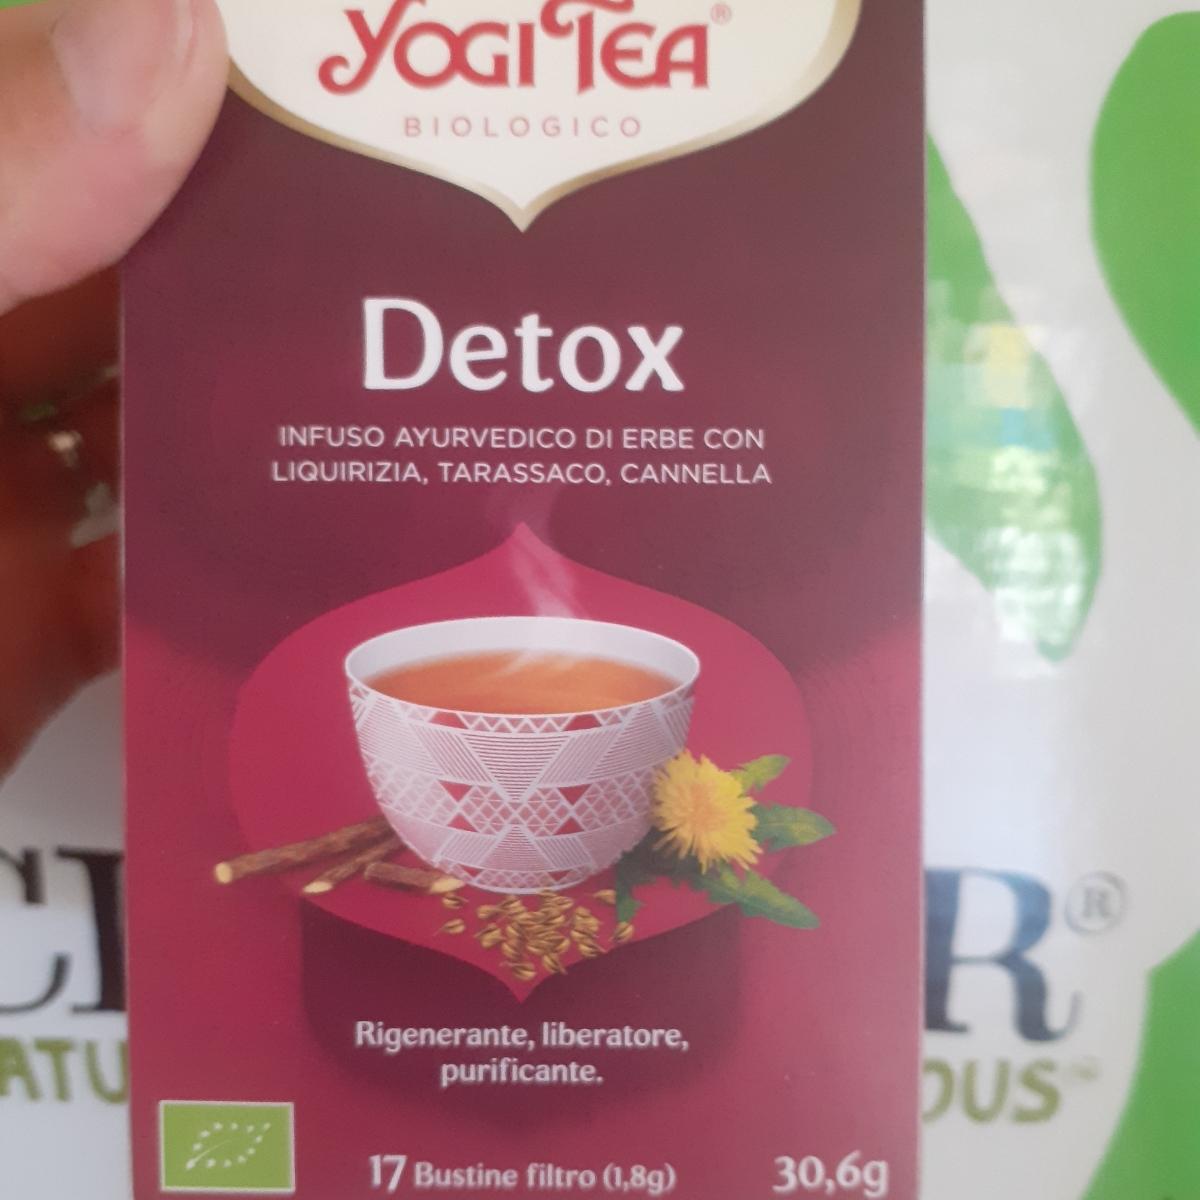 YOGI TEA®
BIOLOGICO
Detox
INFUSO AYURVEDICO DI ERBE CON
LIQUIRIZIA, TARASSACO, CANNELLA
Rigenerante, liberatore,
purificante.
17 Bustine filtro (1,8g)
30,6g
R®